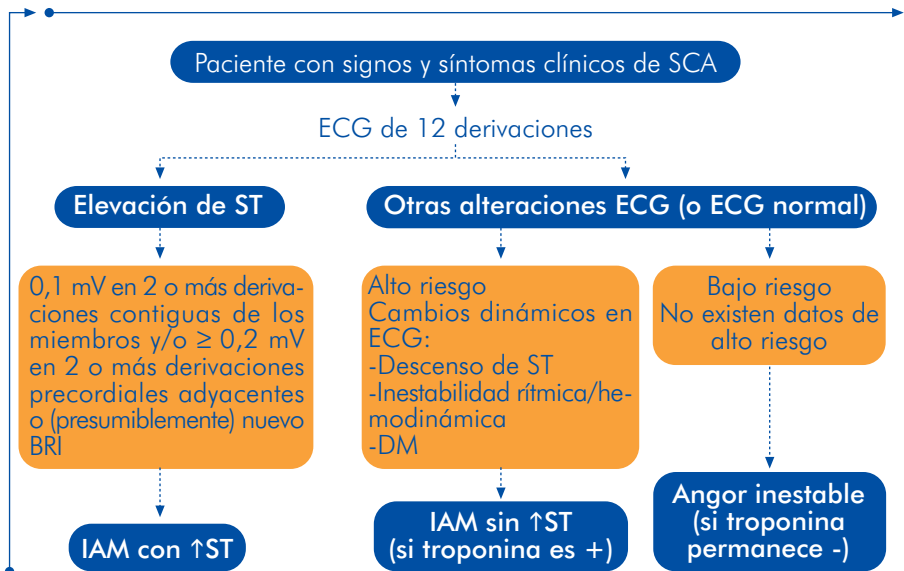 Paciente con signos y síntomas clínicos de SCA
ECG de 12 derivaciones
Elevación de ST
Otras alteraciones ECG (o ECG normal)
0,1 mV en 2 o más deriva-
ciones contiguas de los
miembros y/o ≥ 0,2 mV
en 2 o más derivaciones
precordiales adyacentes
o (presumiblemente) nuevo
BRI
Alto riesgo
Cambios dinámicos en
ECG:
-Descenso de ST
-Inestabilidad rítmica/he-
modinámica
-DM
Bajo riesgo
No existen datos de
alto riesgo
IAM con ↑ST
IAM sin ↑ST
(si troponina es +)
Angor inestable
(si troponina
permanece -)